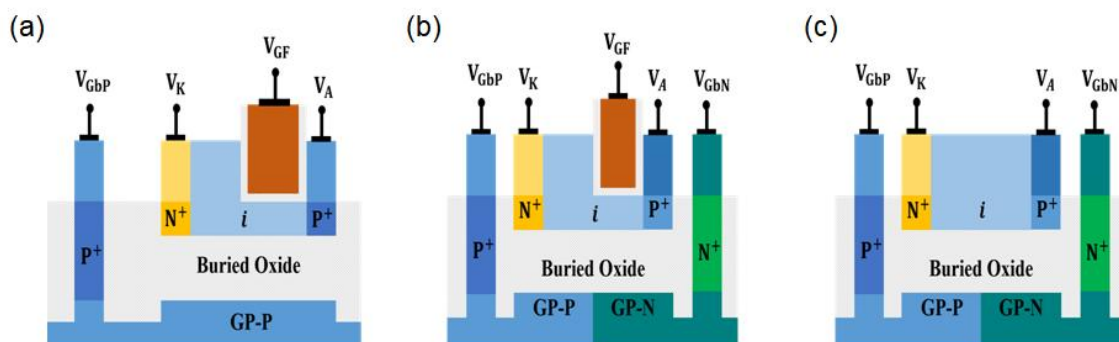 (a)
V_GF
V_GbP
V_K
V_A
N⁺
i
P⁺
P⁺
Buried Oxide
GP-P
(b)
V_GF
V_GbP
V_K
V_A
V_GbN
N⁺
i
P⁺
P⁺
N⁺
Buried Oxide
GP-P
GP-N
(c)
V_GbP
V_K
V_A
V_GbN
N⁺
i
P⁺
P⁺
N⁺
Buried Oxide
GP-P
GP-N